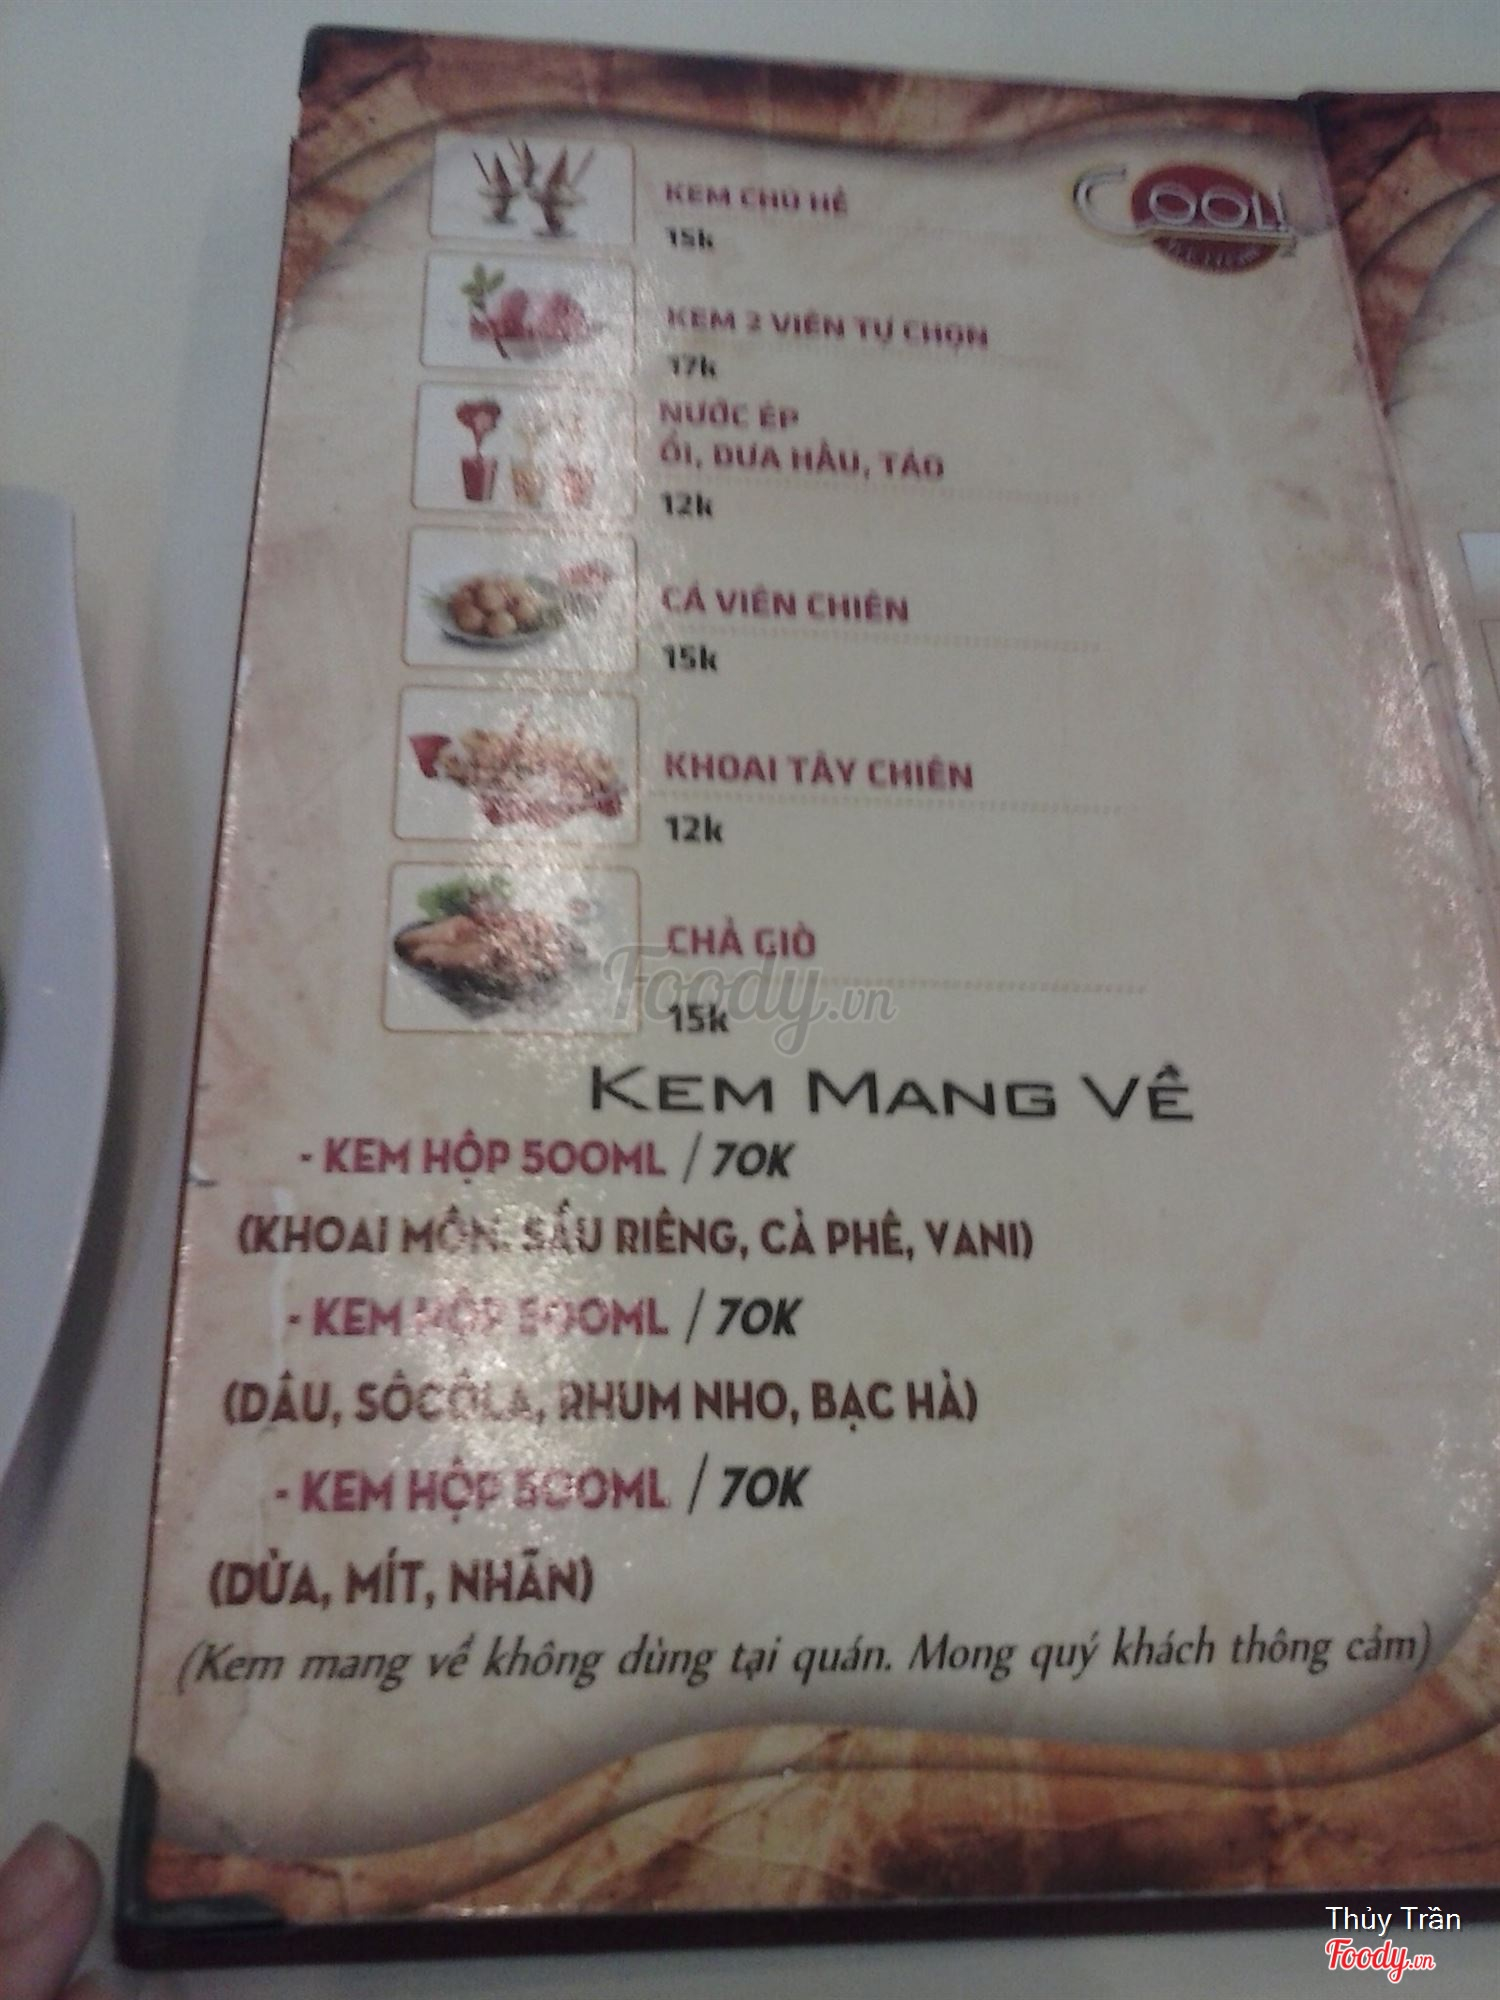 KEM CHÚ HỀ
15k
COOL!
KEM 2 VIÊN TỰ CHỌN
17k
NƯỚC ÉP
ỔI, DƯA HẤU, TÁO
12k
CÁ VIÊN CHIÊN
15k
KHOAI TÂY CHIÊN
12k
CHẢ GIÒ
15k
Foody.vn
KEM MANG VỀ
- KEM HỘP 500ML / 70K
(KHOAI MÔN, SẦU RIÊNG, CÀ PHÊ, VANI)
- KEM HỘP 500ML / 70K
(DÂU, SÔCÔLA, RHUM NHO, BẠC HÀ)
- KEM HỘP 500ML / 70K
(DỪA, MÍT, NHÃN)
(Kem mang về không dùng tại quán. Mong quý khách thông cảm)
Thủy Trần
Foody.vn